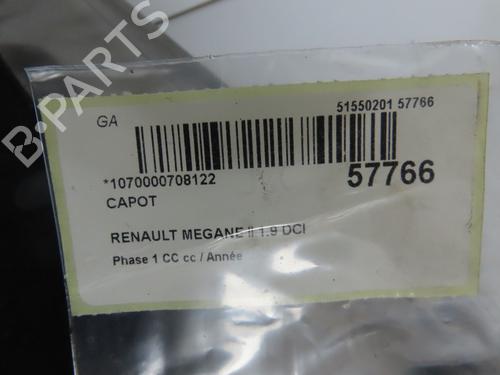 GA
51550201 57766
*1070000708122
57766
CAPOT
RENAULT MEGANE II 1.9 DCI
Phase 1 CC cc / Année
B-PARTS